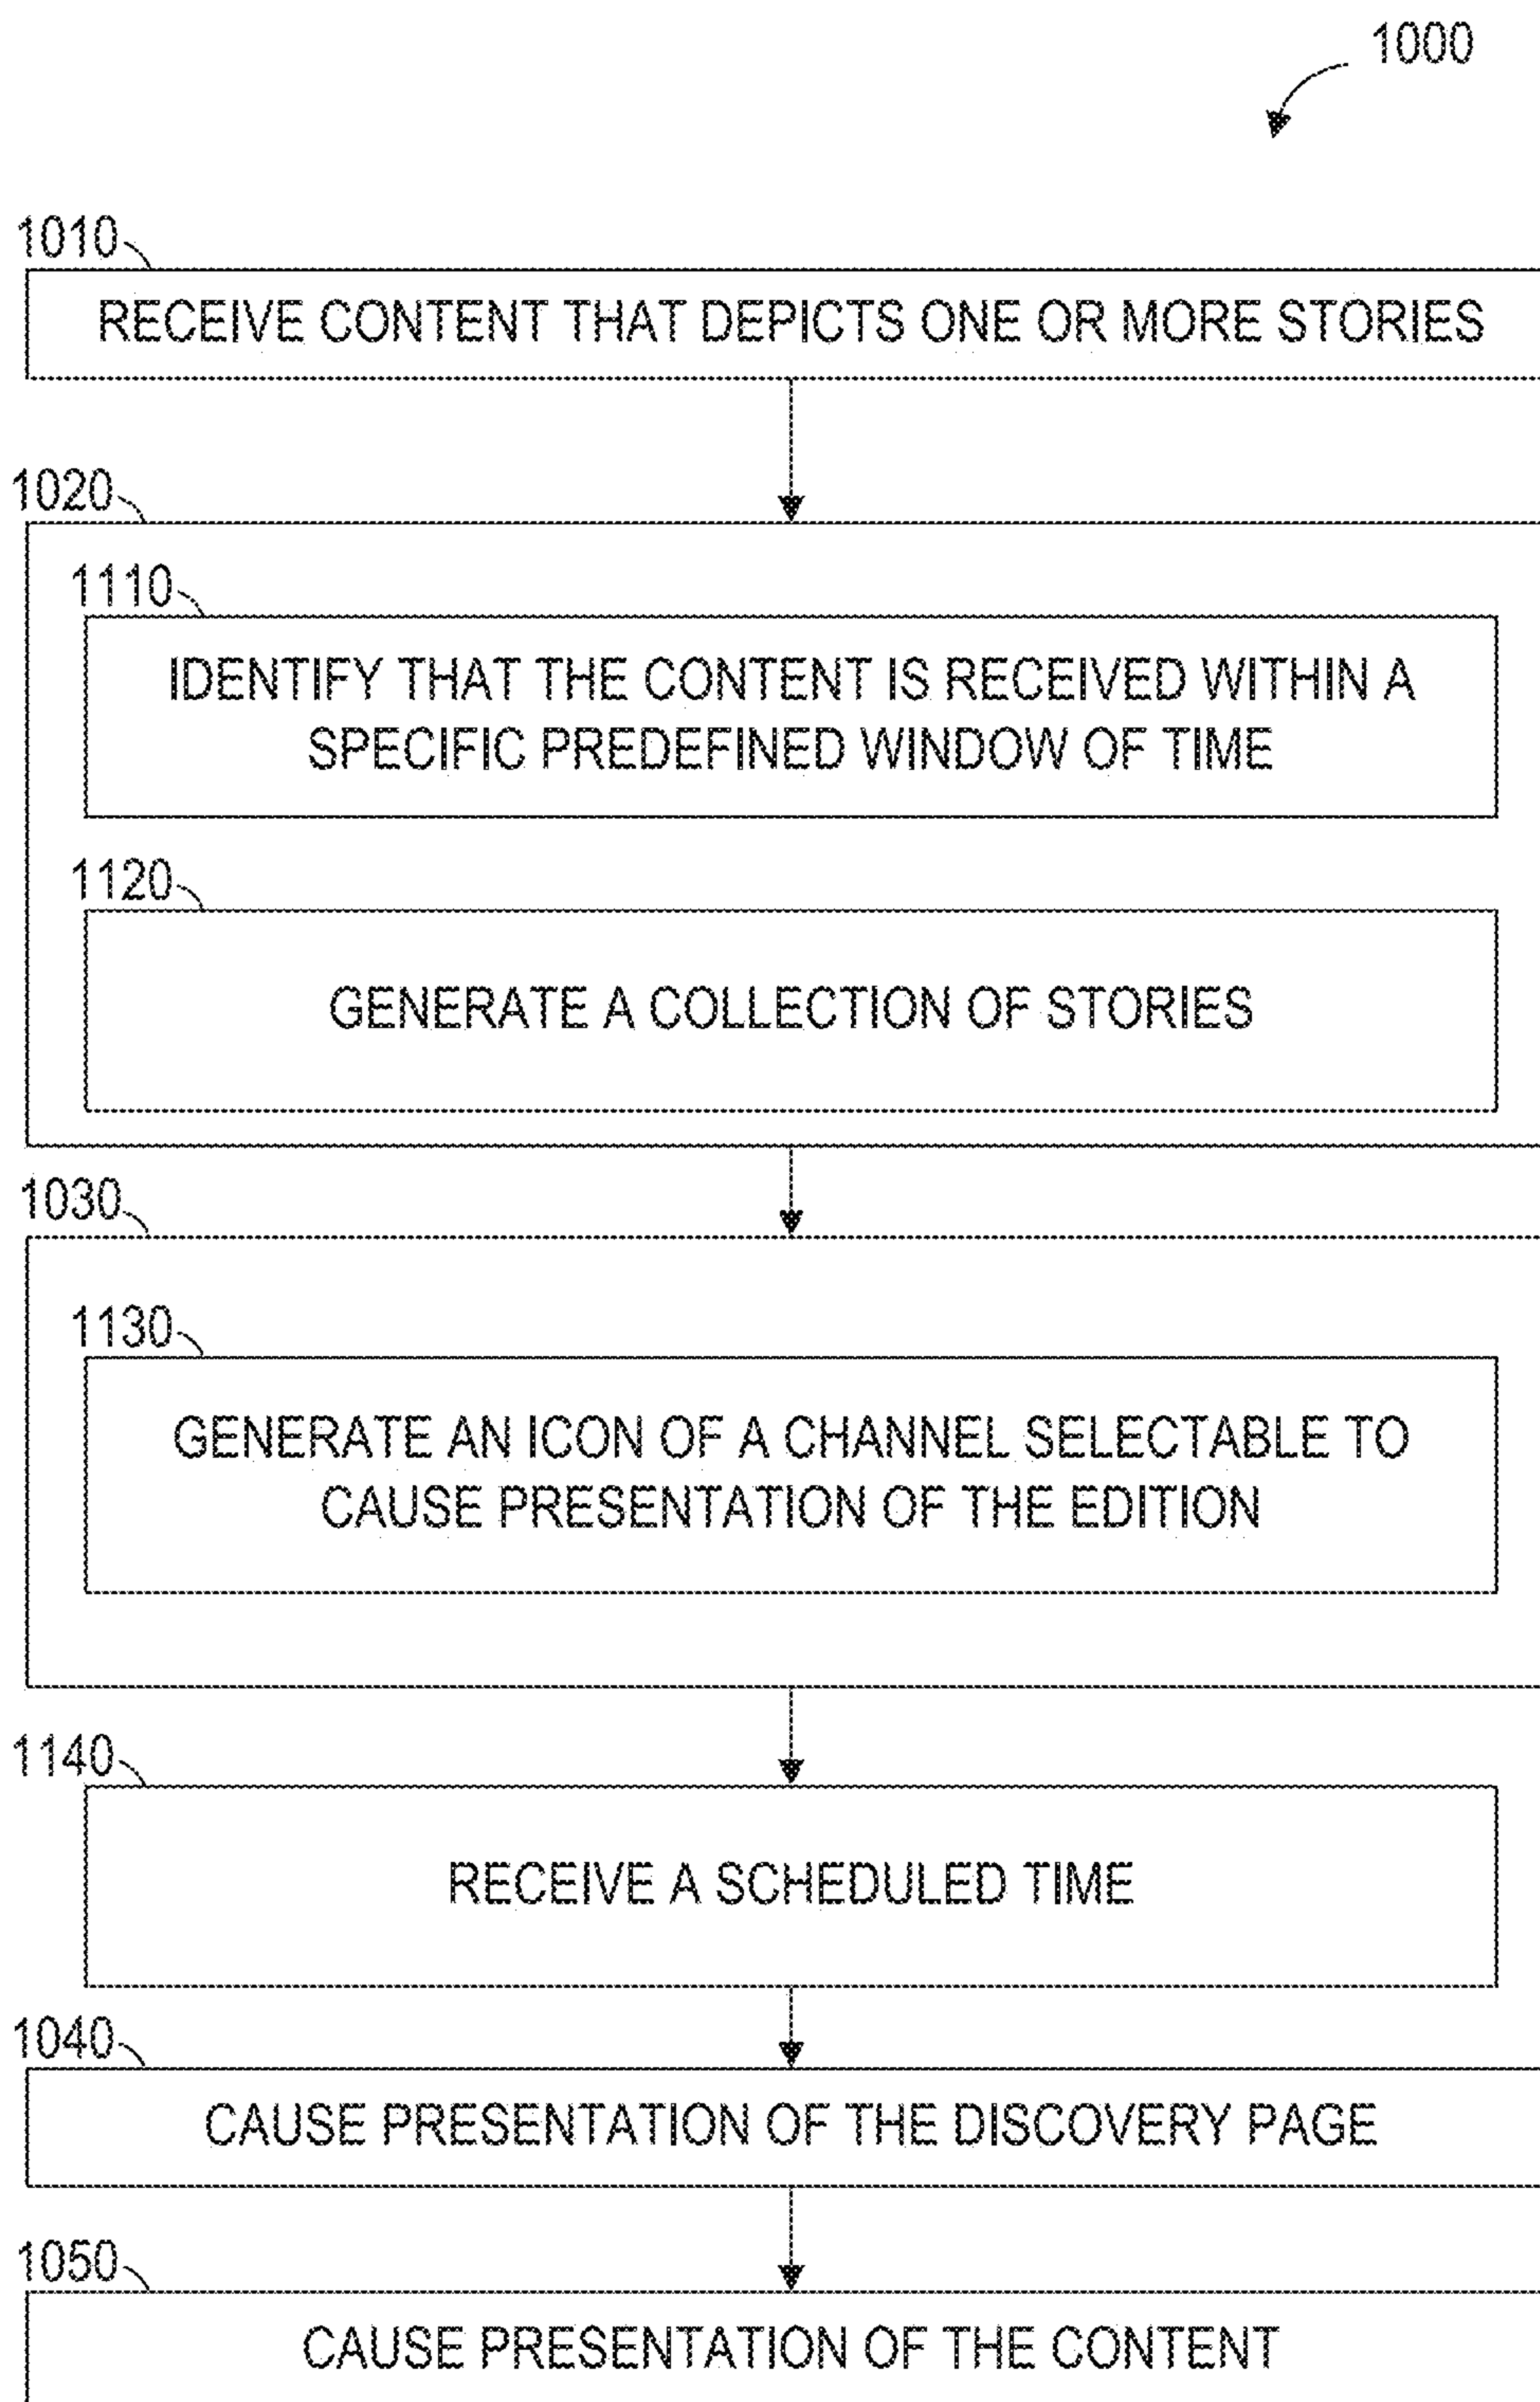 1000
1010
RECEIVE CONTENT THAT DEPICTS ONE OR MORE STORIES
1020
1110
IDENTIFY THAT THE CONTENT IS RECEIVED WITHIN A
SPECIFIC PREDEFINED WINDOW OF TIME
1120
GENERATE A COLLECTION OF STORIES
1030
1130
GENERATE AN ICON OF A CHANNEL SELECTABLE TO
CAUSE PRESENTATION OF THE EDITION
1140
RECEIVE A SCHEDULED TIME
1040
CAUSE PRESENTATION OF THE DISCOVERY PAGE
1050
CAUSE PRESENTATION OF THE CONTENT